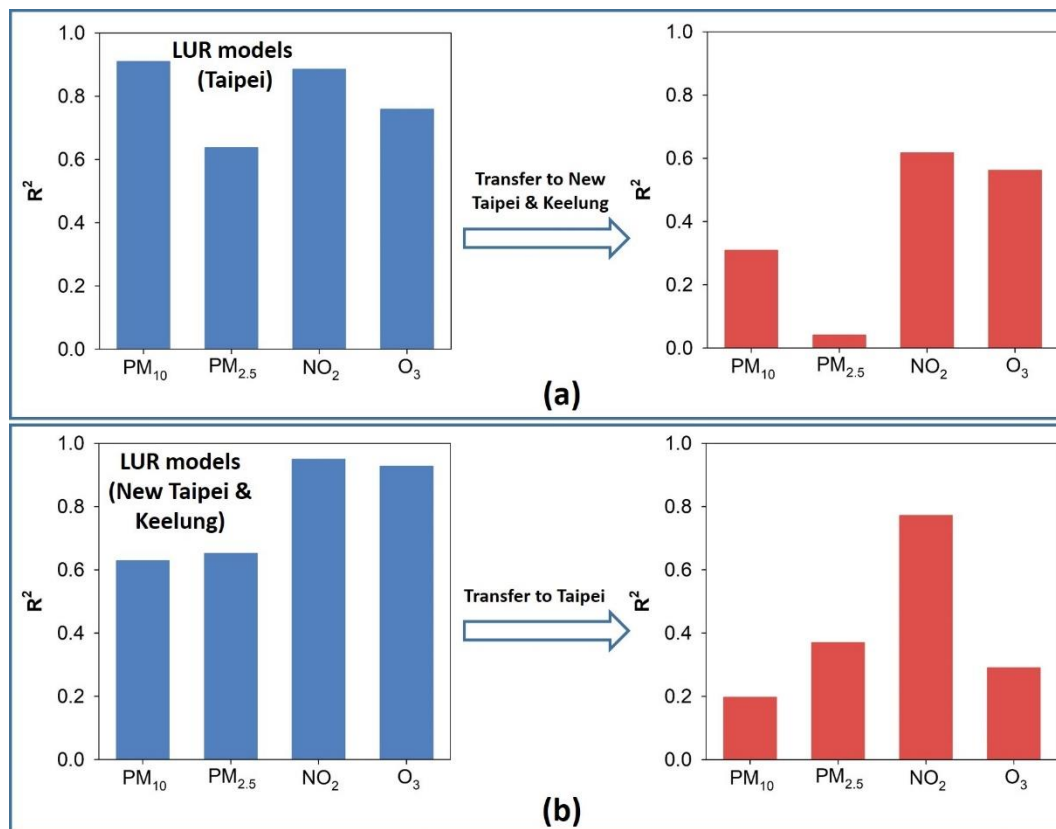 1.0
0.8
0.6
0.4
0.2
0.0
R²
LUR models
(Taipei)
PM₁₀
PM₂.₅
NO₂
O₃
Transfer to New
Taipei & Keelung
1.0
0.8
0.6
0.4
0.2
0.0
R²
PM₁₀
PM₂.₅
NO₂
O₃
(a)
1.0
0.8
0.6
0.4
0.2
0.0
R²
LUR models
(New Taipei &
Keelung)
PM₁₀
PM₂.₅
NO₂
O₃
Transfer to Taipei
1.0
0.8
0.6
0.4
0.2
0.0
R²
PM₁₀
PM₂.₅
NO₂
O₃
(b)